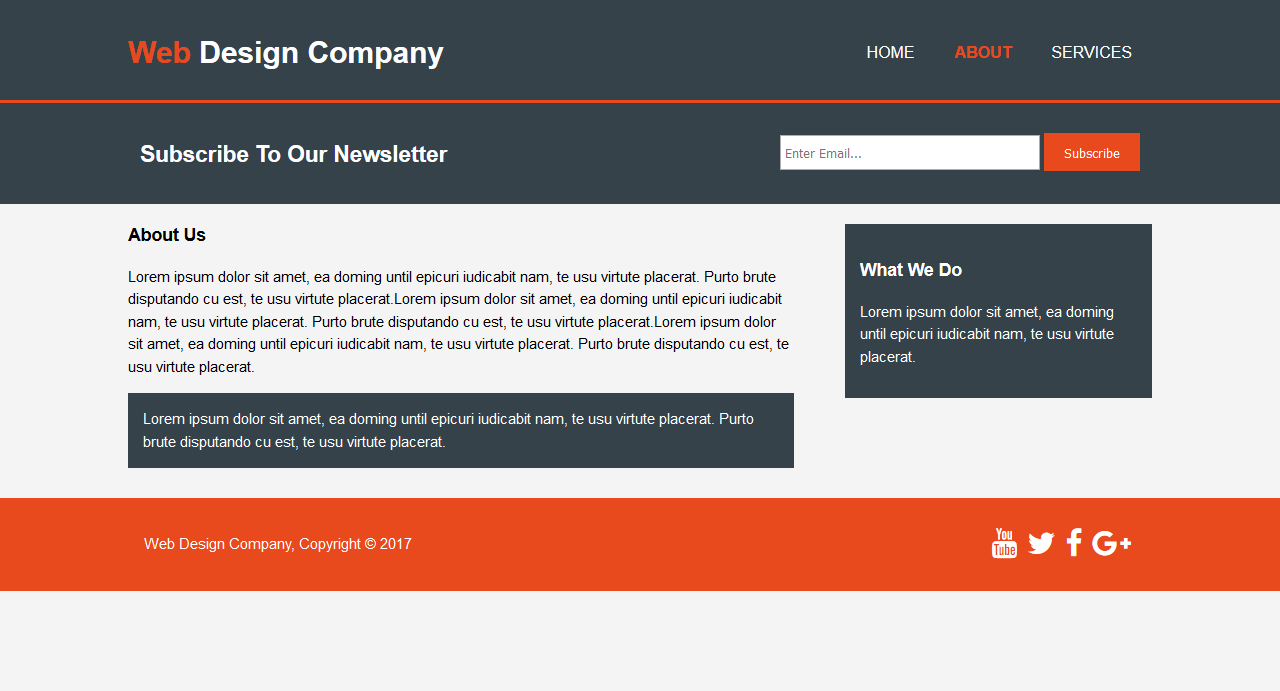 Web Design Company
HOME ABOUT SERVICES
Subscribe To Our Newsletter
Enter Email... Subscribe
About Us
Lorem ipsum dolor sit amet, ea doming until epicuri iudicabit nam, te usu virtute placerat. Purto brute
disputando cu est, te usu virtute placerat.Lorem ipsum dolor sit amet, ea doming until epicuri iudicabit
nam, te usu virtute placerat. Purto brute disputando cu est, te usu virtute placerat.Lorem ipsum dolor
sit amet, ea doming until epicuri iudicabit nam, te usu virtute placerat. Purto brute disputando cu est, te
usu virtute placerat.
Lorem ipsum dolor sit amet, ea doming until epicuri iudicabit nam, te usu virtute placerat. Purto
brute disputando cu est, te usu virtute placerat.
What We Do
Lorem ipsum dolor sit amet, ea doming
until epicuri iudicabit nam, te usu virtute
placerat.
Web Design Company, Copyright © 2017
You
Tube
G+